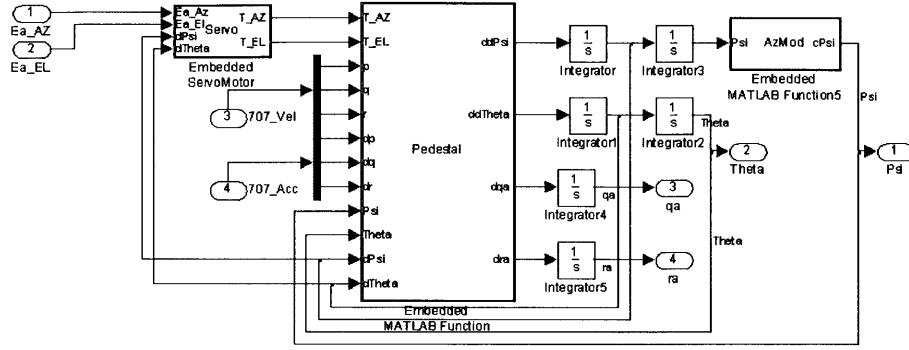 1
Ea_AZ
2
Ea_EL
Ea_Az
Ea_El
dPsi
dTheta
Servo
T_AZ
T_EL
Embedded
ServoMotor
3
707_Vel
4
707_Acc
T_AZ
T_EL
p
q
r
dp
dq
dr
Psi
Theta
dPsi
dTheta
Pedestal
ddPsi
ddTheta
dqa
dra
Embedded
MATLAB Function
1
s
Integrator
1
s
Integrator3
1
s
Integrator1
1
s
Integrator2
Theta
1
s
Integrator4
qa
3
qa
1
s
Integrator5
ra
4
ra
Psi
AzMod
cPsi
Embedded
MATLAB Function5
Psi
2
Theta
1
Psi
Theta